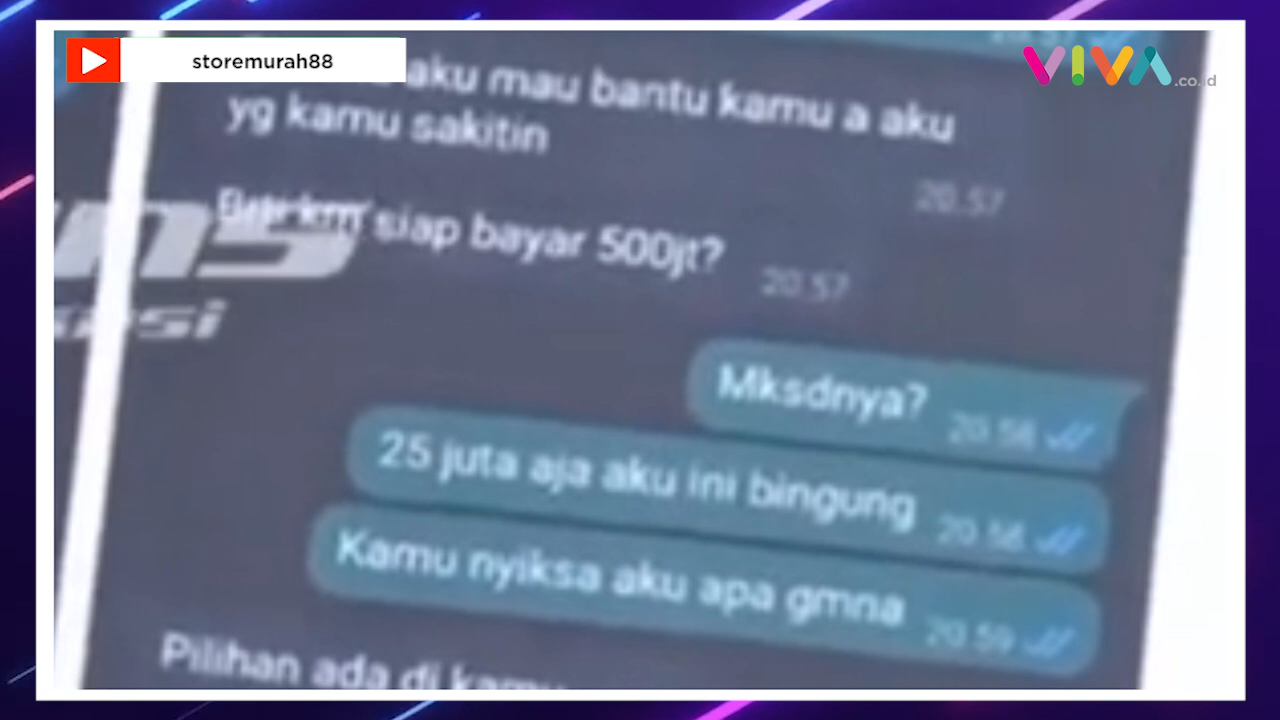 storemurah88
VIVA.co.id
aku mau bantu kamu a aku
yg kamu sakitin
20.57
km siap bayar 500jt?
20.57
Mksdnya?
20.58
25 juta aja aku ini bingung
20.58
Kamu nyiksa aku apa gmna
20.59
Pilihan ada di kamu